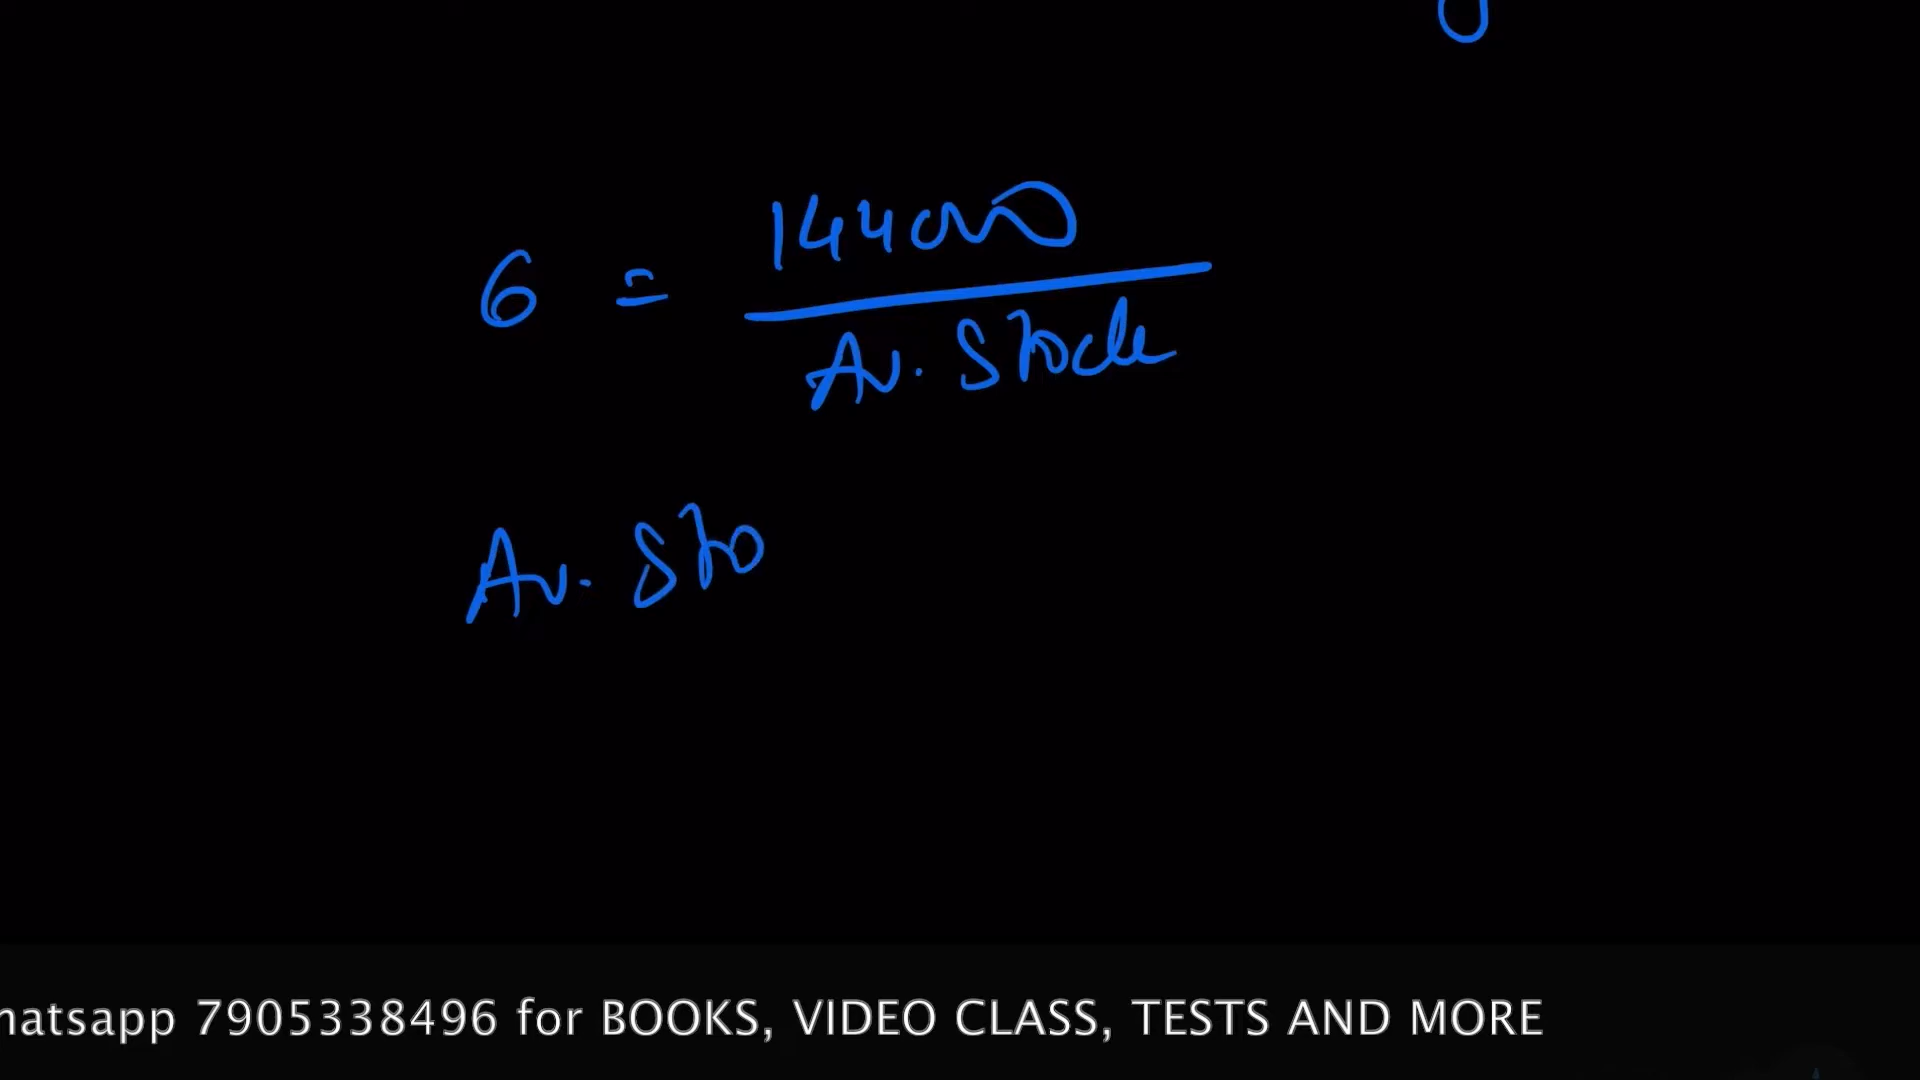 6 = 144000 / Av. Stock
Av. Sto
hatsapp 7905338496 for BOOKS, VIDEO CLASS, TESTS AND MORE